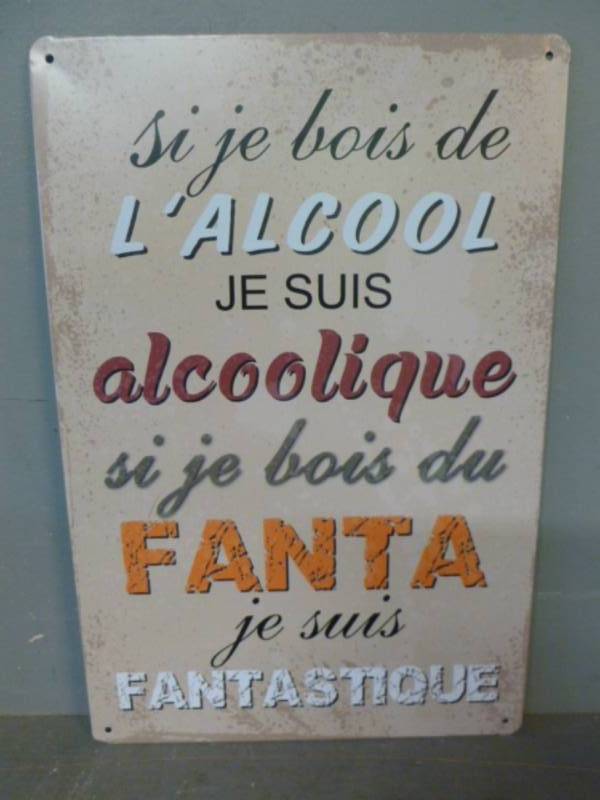 si je bois de
L'ALCOOL
JE SUIS
alcoolique
si je bois du
FANTA
je suis
FANTASTIQUE